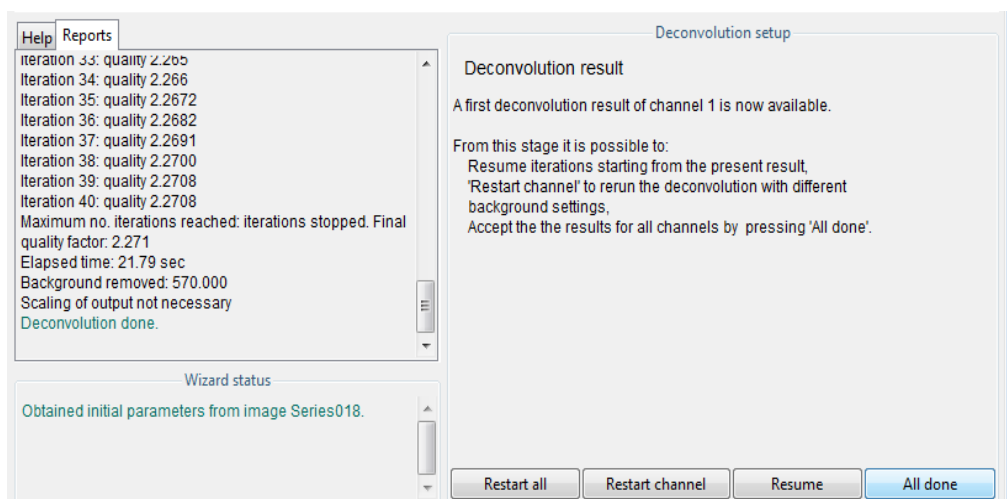 Help
Reports
Iteration 33: quality 2.265
Iteration 34: quality 2.266
Iteration 35: quality 2.2672
Iteration 36: quality 2.2682
Iteration 37: quality 2.2691
Iteration 38: quality 2.2700
Iteration 39: quality 2.2708
Iteration 40: quality 2.2708
Maximum no. iterations reached: iterations stopped. Final
quality factor: 2.271
Elapsed time: 21.79 sec
Background removed: 570.000
Scaling of output not necessary
Deconvolution done.
Wizard status
Obtained initial parameters from image Series018.
Deconvolution setup
Deconvolution result
A first deconvolution result of channel 1 is now available.
From this stage it is possible to:
Resume iterations starting from the present result,
'Restart channel' to rerun the deconvolution with different
background settings,
Accept the the results for all channels by pressing 'All done'.
Restart all
Restart channel
Resume
All done